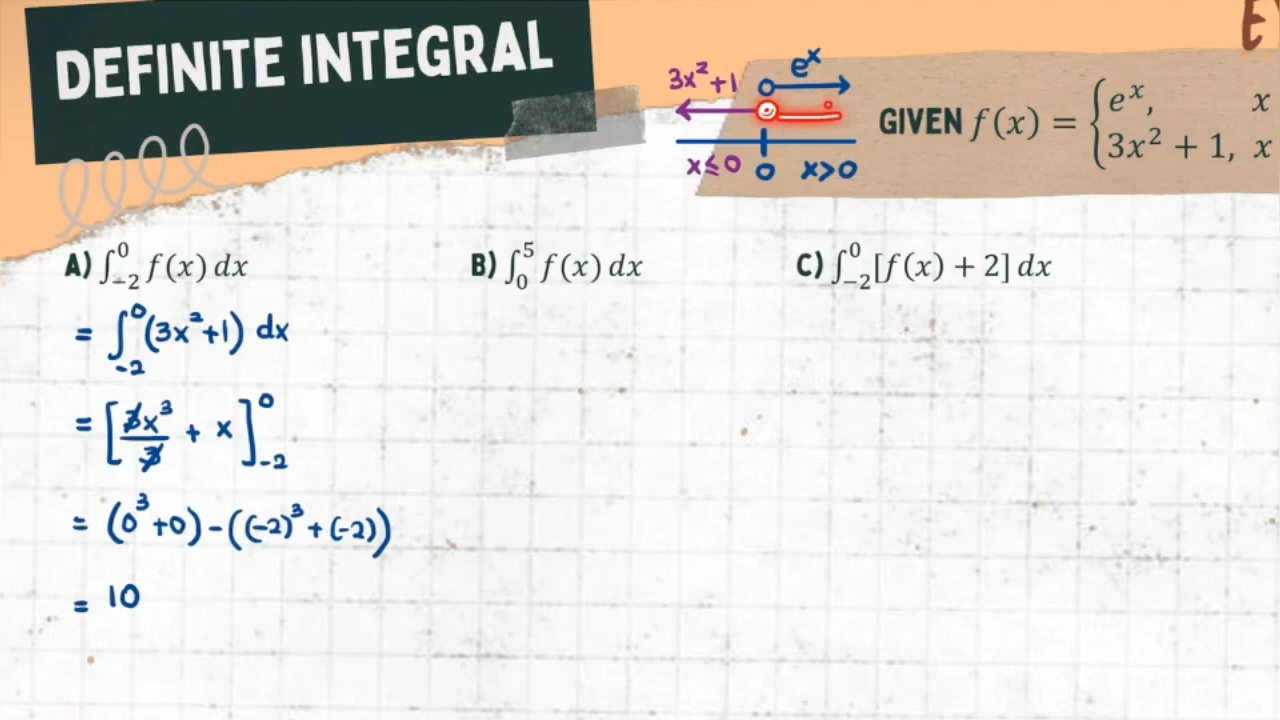 DEFINITE INTEGRAL
3x²+1
eˣ
x≤0 0 x>0
GIVEN f(x) = {eˣ, x
3x² + 1, x
A) ∫₋₂⁰ f(x) dx
= ∫₋₂⁰ (3x²+1) dx
= [3x³/3 + x]₋₂⁰
= (0³+0)-((-2)³+(-2))
= 10
B) ∫₀⁵ f(x) dx
C) ∫₋₂⁰[f(x) + 2] dx